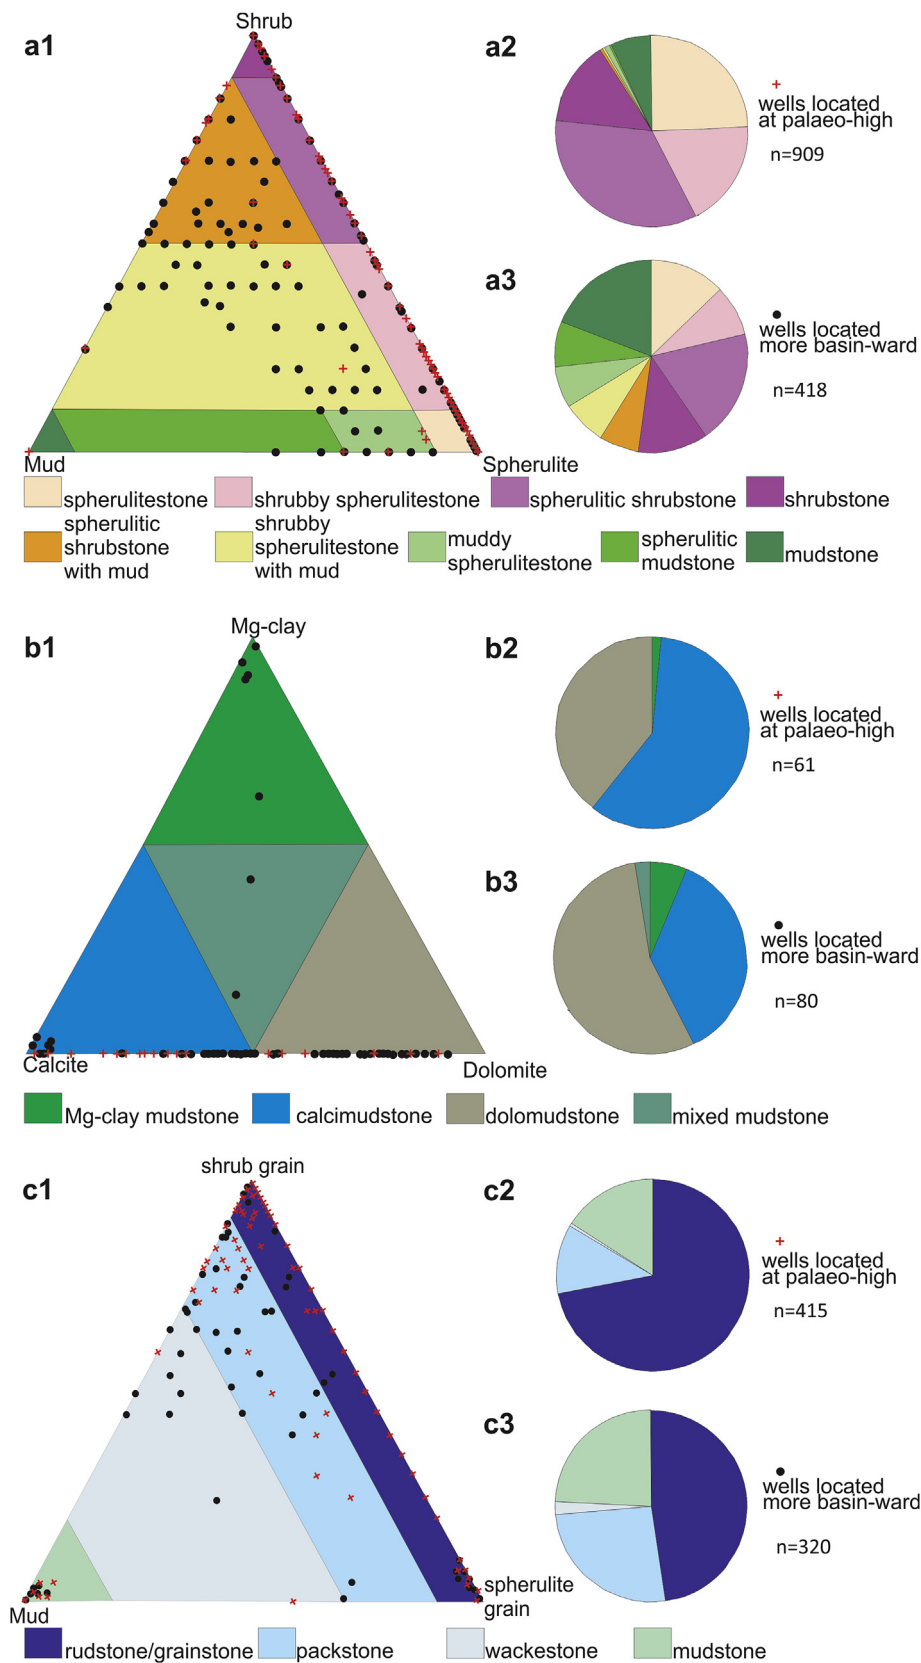 a1
Shrub
a2
wells located
at palaeo-high
n=909
a3
wells located
more basin-ward
n=418
Mud
Spherulite
spherulitestone
shrubby spherulitestone
spherulitic shrubstone
shrubstone
spherulitic
shrubstone
with mud
shrubby
spherulitestone
with mud
muddy
spherulitestone
spherulitic
mudstone
mudstone
b1
Mg-clay
b2
wells located
at palaeo-high
n=61
b3
wells located
more basin-ward
n=80
Calcite
Dolomite
Mg-clay mudstone
calcimudstone
dolomudstone
mixed mudstone
c1
shrub grain
c2
wells located
at palaeo-high
n=415
c3
wells located
more basin-ward
n=320
Mud
spherulite
grain
rudstone/grainstone
packstone
wackestone
mudstone